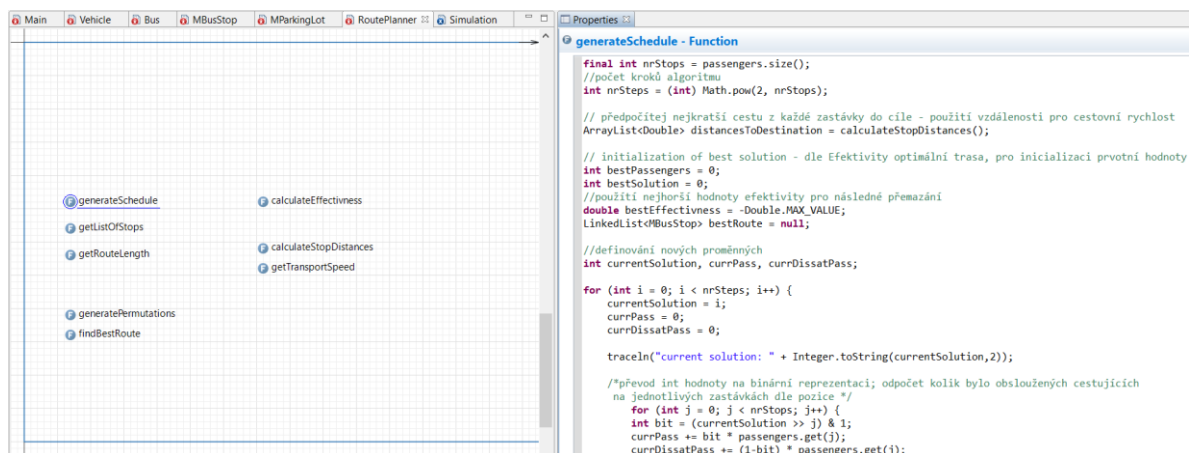 Main Vehicle Bus MBusStop MParkingLot RoutePlanner Simulation
generateSchedule
calculateEffectivness
getListOfStops
getRouteLength
calculateStopDistances
getTransportSpeed
generatePermutations
findBestRoute
Properties
generateSchedule - Function
final int nrStops = passengers.size();
//počet kroků algoritmu
int nrSteps = (int) Math.pow(2, nrStops);
// předpočítej nejkratší cestu z každé zastávky do cíle - použití vzdálenosti pro cestovní rychlost
ArrayList<Double> distancesToDestination = calculateStopDistances();
// initialization of best solution - dle Efektivity optimální trasa, pro inicializaci prvotní hodnoty
int bestPassengers = 0;
int bestSolution = 0;
//použítí nejhorší hodnoty efektivity pro následné přemazání
double bestEffectivness = -Double.MAX_VALUE;
LinkedList<MBusStop> bestRoute = null;
//definování nových proměnných
int currentSolution, currPass, currDissatPass;
for (int i = 0; i < nrSteps; i++) {
currentSolution = i;
currPass = 0;
currDissatPass = 0;
traceln("current solution: " + Integer.toString(currentSolution,2));
/*převod int hodnoty na binární reprezentaci; odpočet kolik bylo obsloužených cestujících
na jednotlivých zastávkách dle pozice */
for (int j = 0; j < nrStops; j++) {
int bit = (currentSolution >> j) & 1;
currPass += bit * passengers.get(j);
currDissatPass += (1-bit) * passengers.get(j);